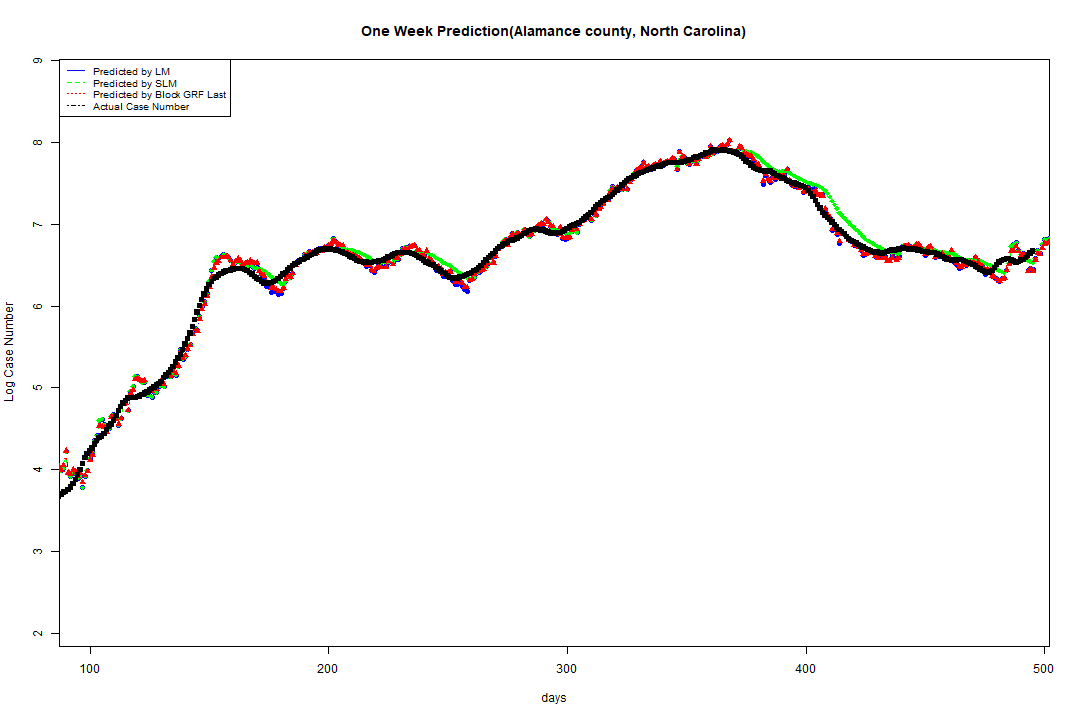 One Week Prediction(Alamance county, North Carolina)
Predicted by LM
Predicted by SLM
Predicted by Block GRF Last
Actual Case Number
Log Case Number
9
8
7
6
5
4
3
2
100 200 300 400 500
days